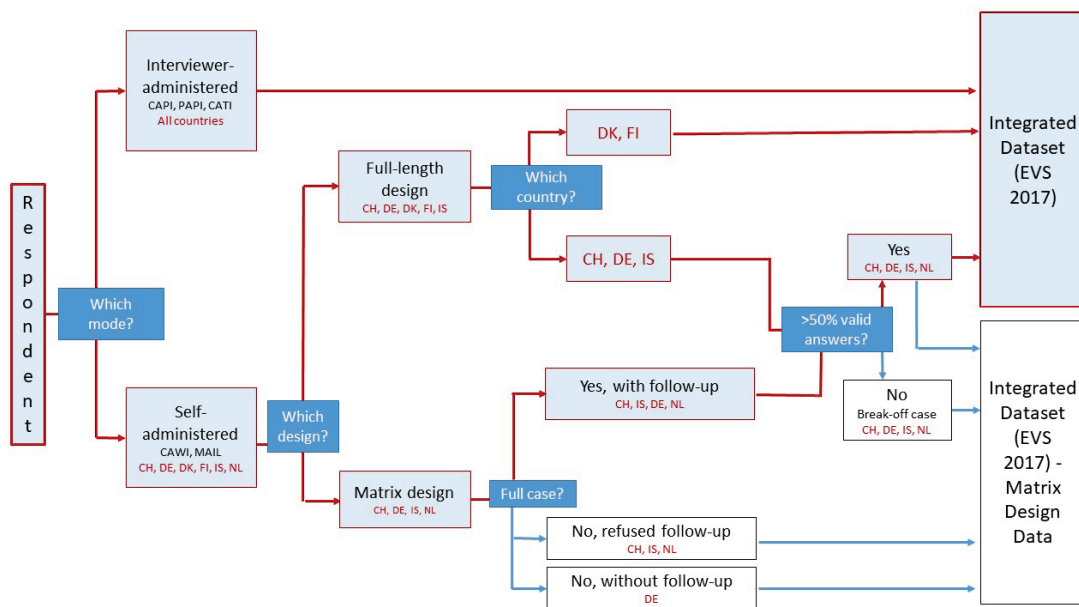 Respondent
Which
mode?
Interviewer-
administered
CAPI, PAPI, CATI
All countries
Self-
administered
CAWI, MAIL
CH, DE, DK, FI, IS, NL
Which
design?
Full-length
design
CH, DE, DK, FI, IS
Which
country?
DK, FI
CH, DE, IS
Matrix design
CH, DE, IS, NL
Full case?
Yes, with follow-up
CH, IS, DE, NL
No, refused follow-up
CH, IS, NL
No, without follow-up
DE
>50% valid
answers?
Yes
CH, DE, IS, NL
No
Break-off case
CH, DE, IS, NL
Integrated
Dataset
(EVS
2017)
Integrated
Dataset
(EVS
2017) -
Matrix
Design
Data